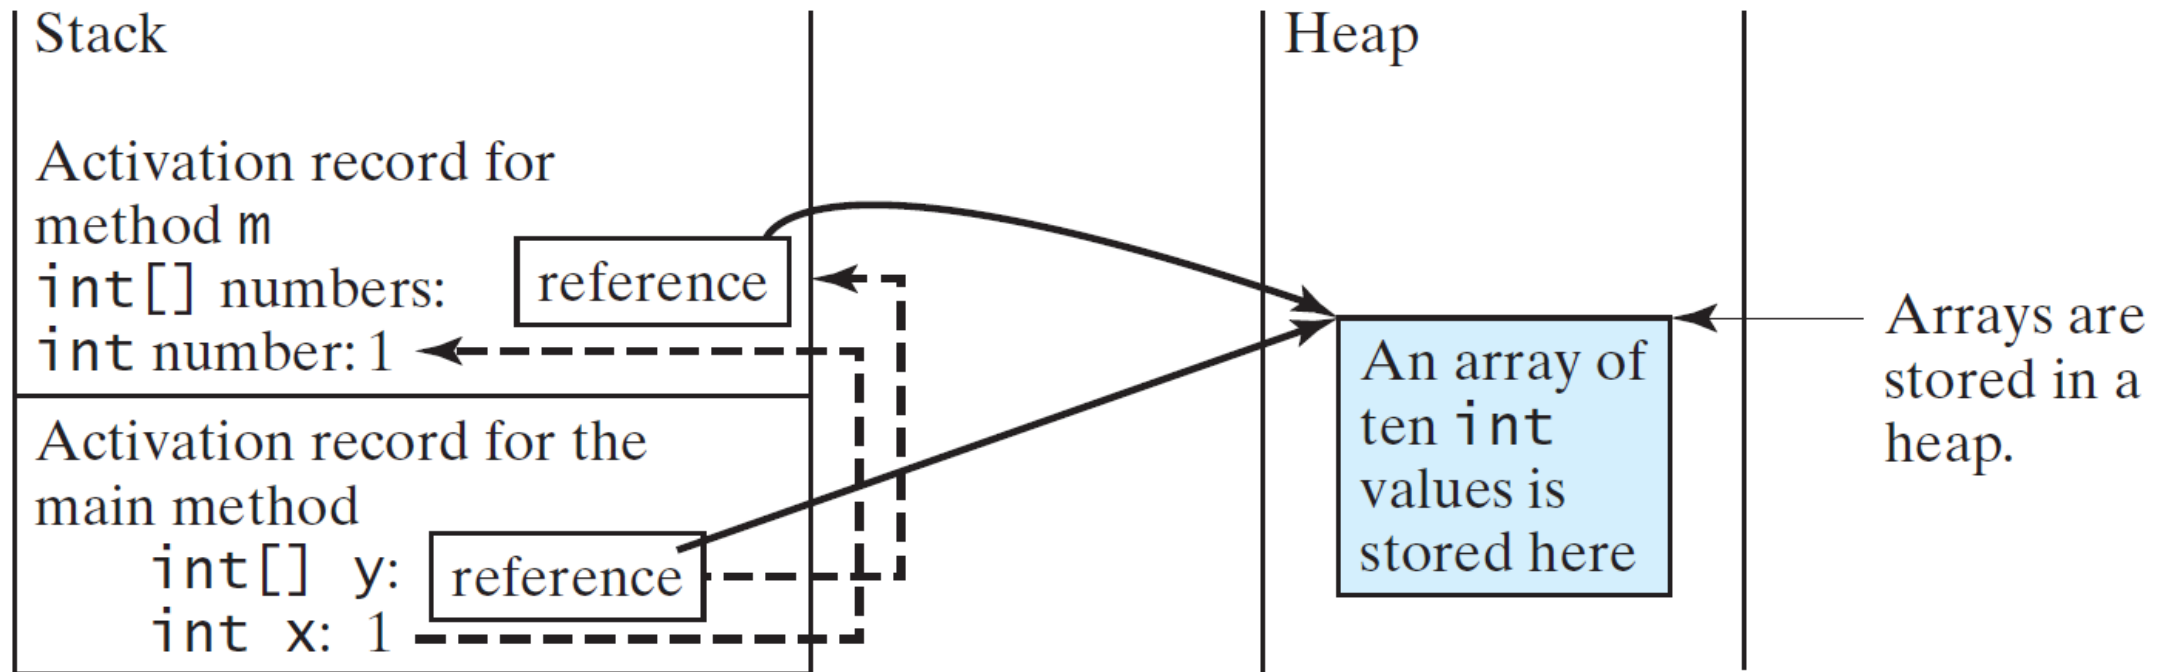 Stack
Activation record for
method m
int[] numbers:
reference
int number: 1
Activation record for the
main method
int[] y:
reference
int x: 1
Heap
An array of
ten int
values is
stored here
Arrays are
stored in a
heap.